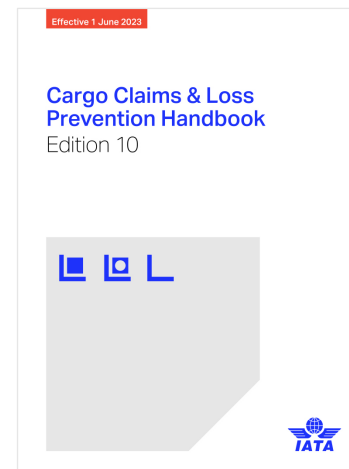 Effective 1 June 2023
Cargo Claims & Loss
Prevention Handbook
Edition 10
IATA